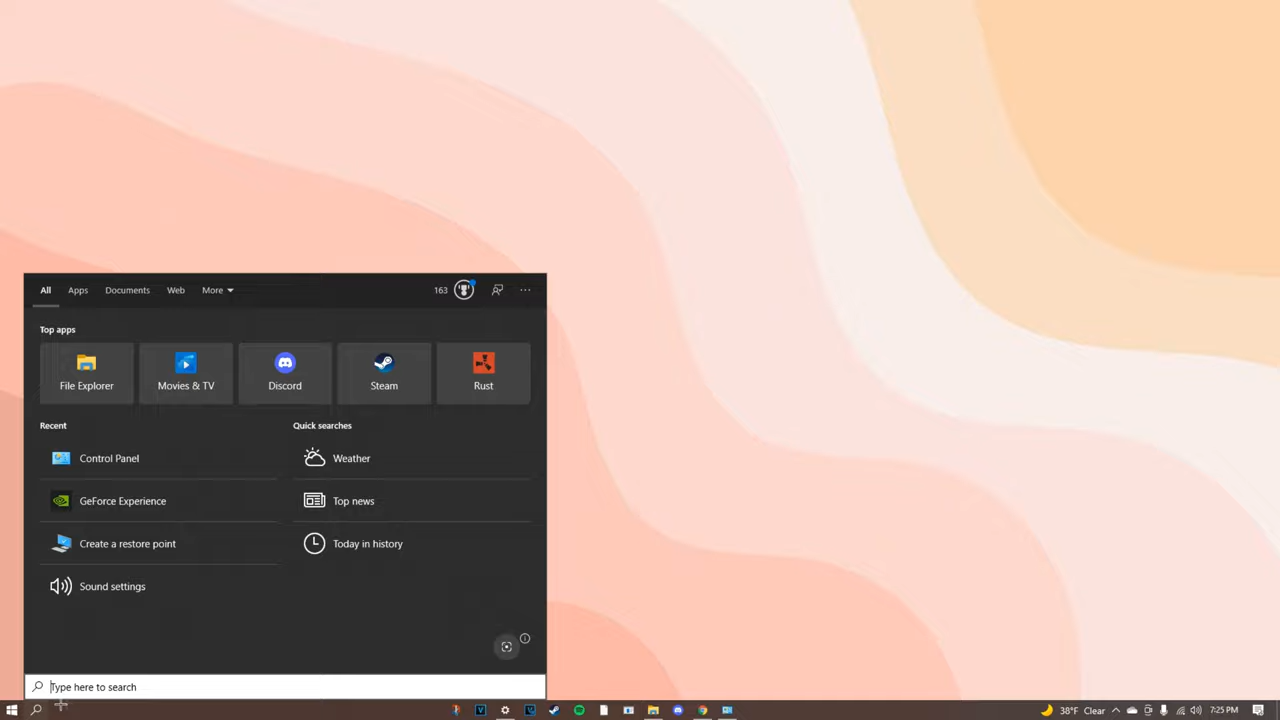 All Apps Documents Web More 163
Top apps
File Explorer Movies & TV Discord Steam Rust
Recent Quick searches
Control Panel Weather
GeForce Experience Top news
Create a restore point Today in history
Sound settings
Type here to search
38°F Clear 7:25 PM